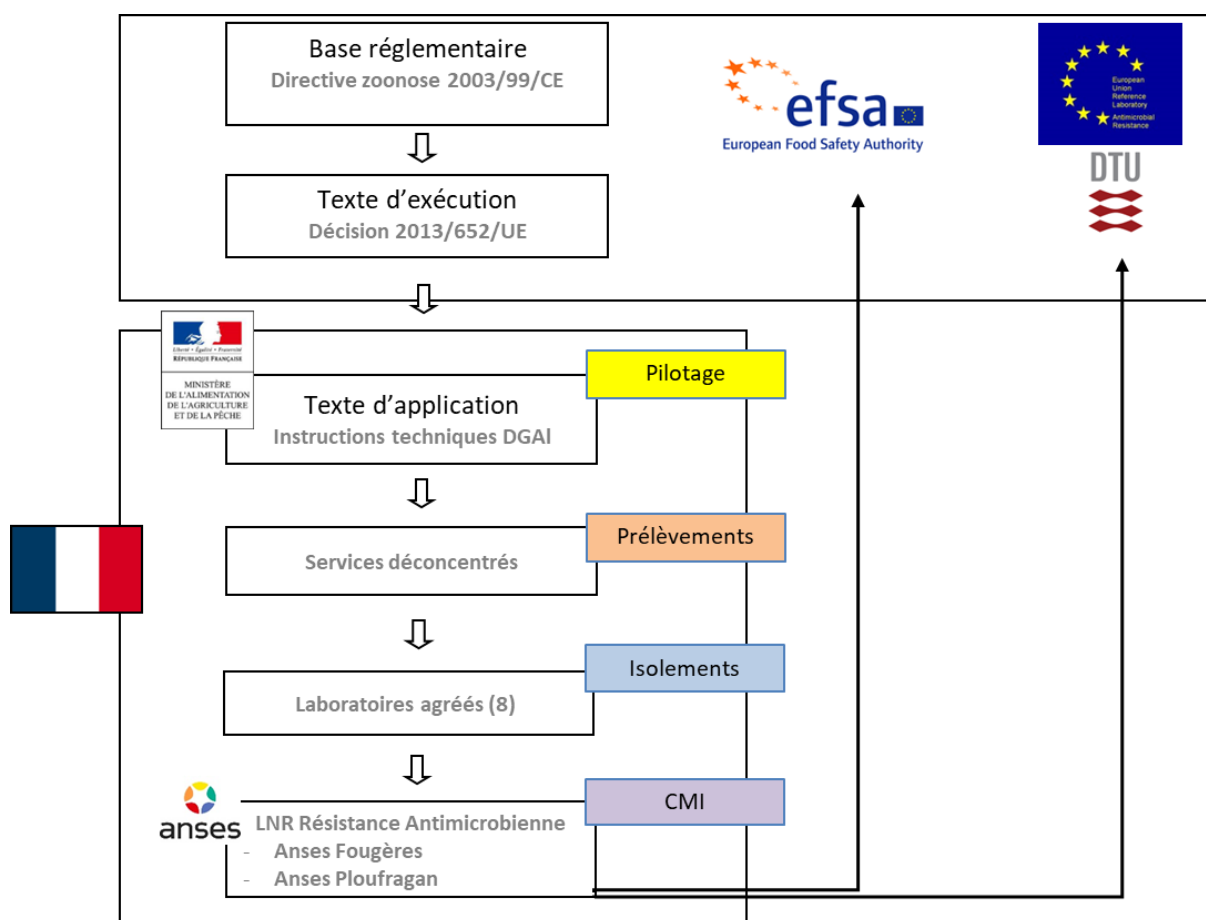 Base réglementaire
Directive zoonose 2003/99/CE
efsa
European Food Safety Authority
European
Union
Reference
Laboratory
Antimicrobial
Resistance
DTU
Texte d’exécution
Décision 2013/652/UE
Liberté • Égalité • Fraternité
RÉPUBLIQUE FRANÇAISE
MINISTÈRE
DE L'ALIMENTATION
DE L'AGRICULTURE
ET DE LA PÊCHE
Pilotage
Texte d’application
Instructions techniques DGAl
Prélèvements
Services déconcentrés
Isolements
Laboratoires agréés (8)
CMI
anses
LNR Résistance Antimicrobienne
- Anses Fougères
- Anses Ploufragan